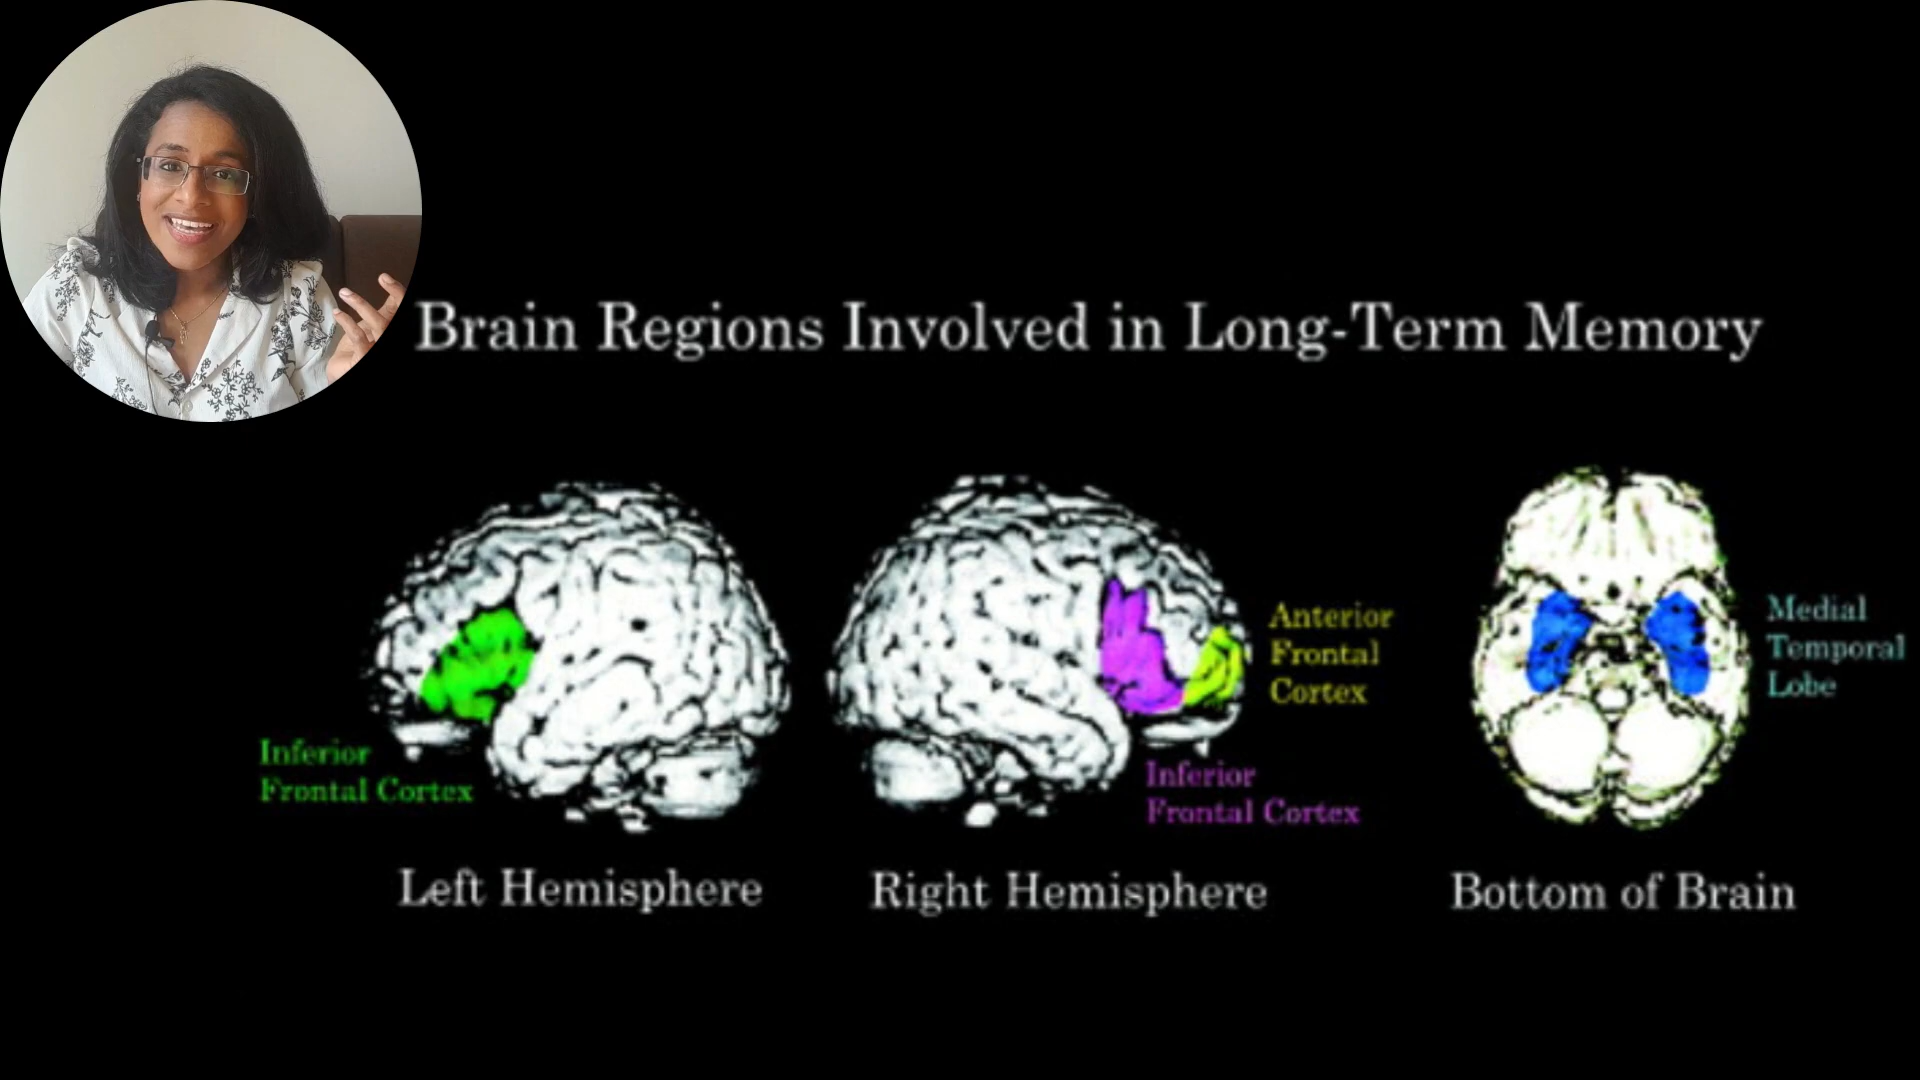 Brain Regions Involved in Long-Term Memory
Inferior
Frontal Cortex
Left Hemisphere
Anterior
Frontal
Cortex
Inferior
Frontal Cortex
Right Hemisphere
Medial
Temporal
Lobe
Bottom of Brain